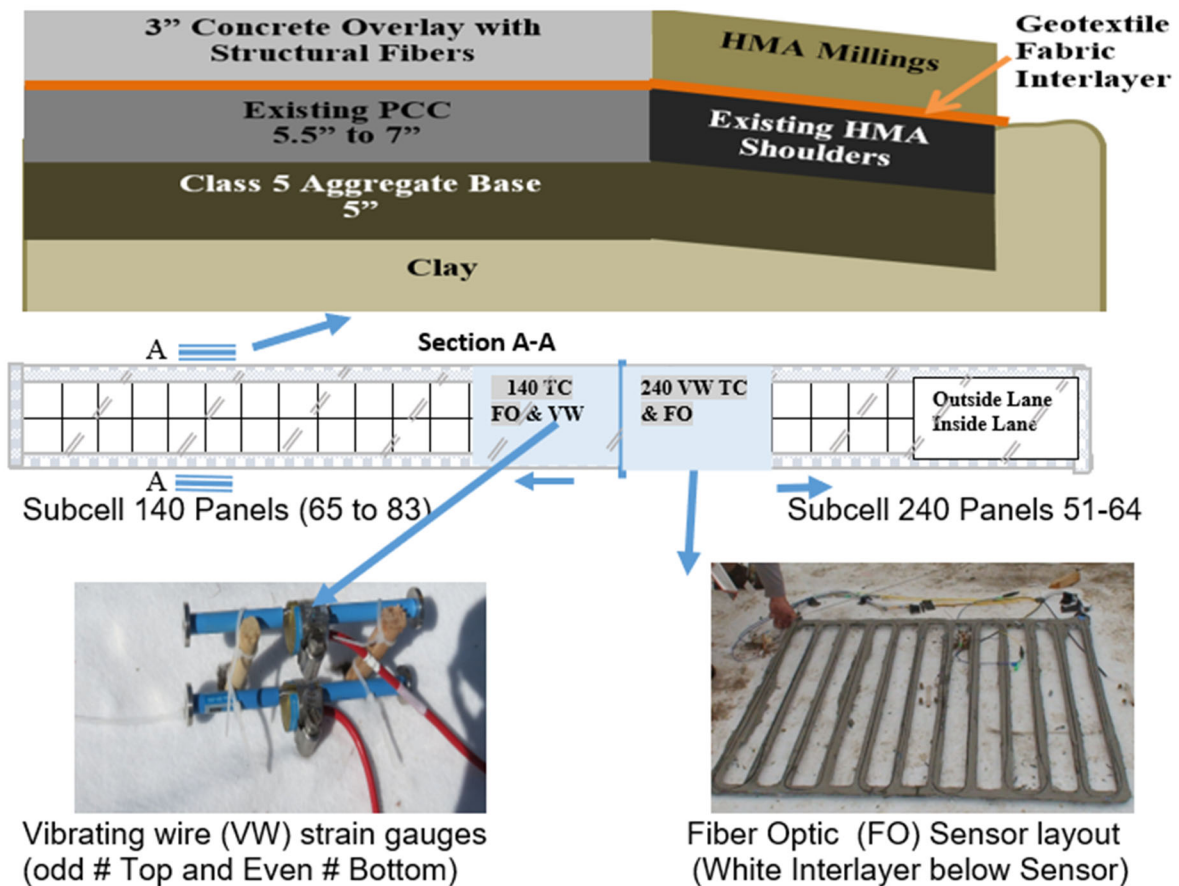 3” Concrete Overlay with
Structural Fibers
HMA Millings
Geotextile
Fabric
Interlayer
Existing PCC
5.5” to 7”
Existing HMA
Shoulders
Class 5 Aggregate Base
5”
Clay
A
Section A-A
140 TC
FO & VW
240 VW TC
& FO
Outside Lane
Inside Lane
A
Subcell 140 Panels (65 to 83)
Subcell 240 Panels 51-64
Vibrating wire (VW) strain gauges
(odd # Top and Even # Bottom)
Fiber Optic (FO) Sensor layout
(White Interlayer below Sensor)